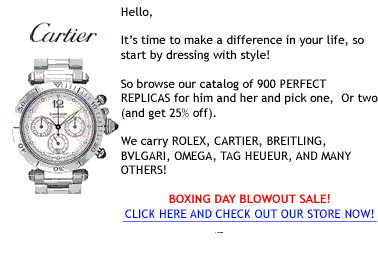 Cartier
Hello,
It's time to make a difference in your life, so
start by dressing with style!
So browse our catalog of 900 PERFECT
REPLICAS for him and her and pick one, Or two
(and get 25% off).
We carry ROLEX, CARTIER, BREITLING,
BVLGARI, OMEGA, TAG HEUEUR, AND MANY
OTHERS!
BOXING DAY BLOWOUT SALE!
CLICK HERE AND CHECK OUT OUR STORE NOW!